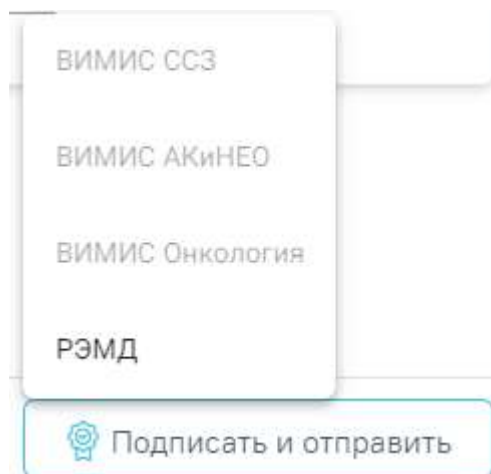 ВИМИС ССЗ
ВИМИС АКиНЕО
ВИМИС Онкология
РЭМД
Подписать и отправить